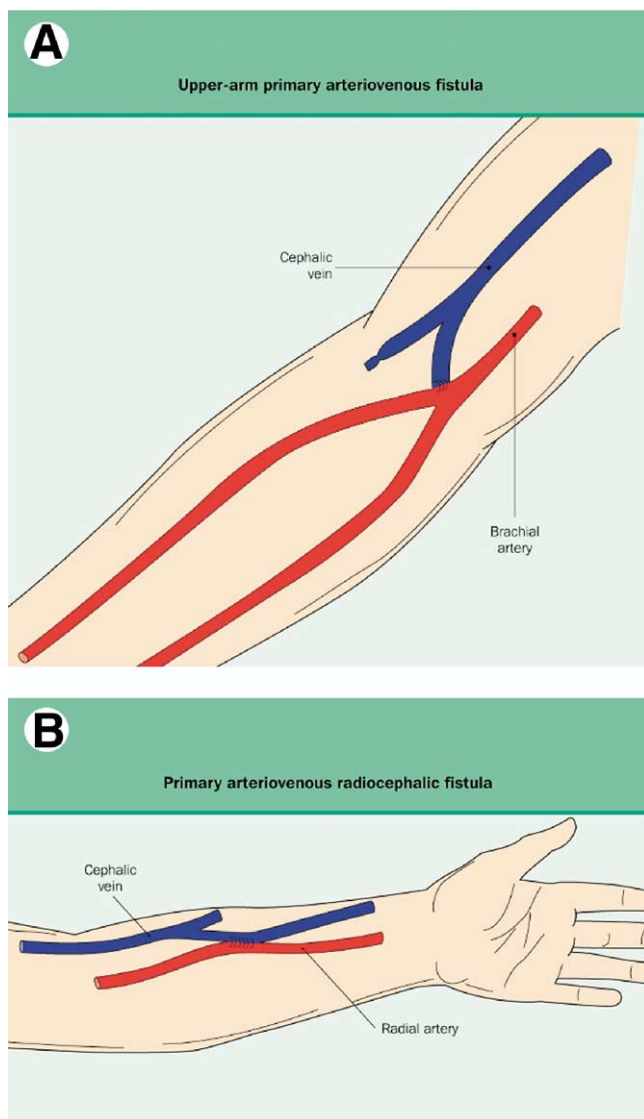 A
Upper-arm primary arteriovenous fistula
Cephalic
vein
Brachial
artery
B
Primary arteriovenous radiocephalic fistula
Cephalic
vein
Radial artery